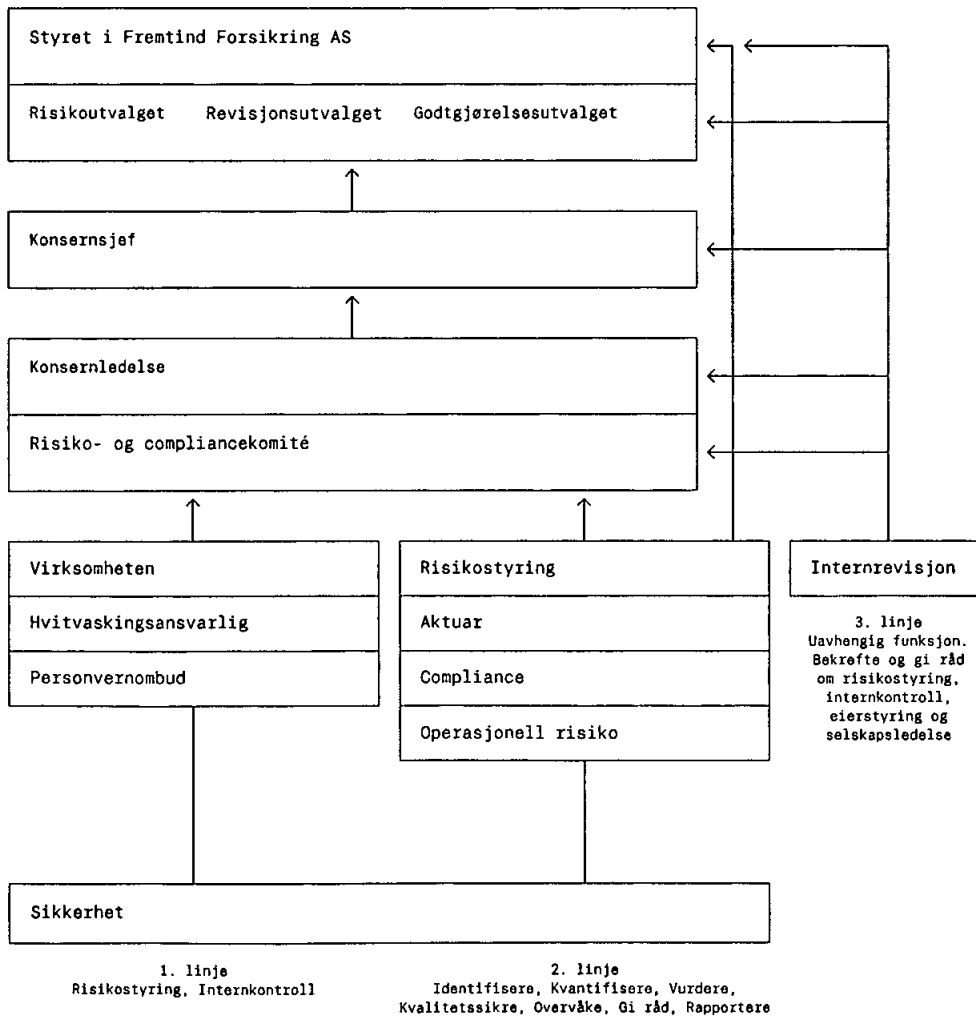 Styret i Fremtind Forsikring AS
Risikoutvalget Revisjonsutvalget Godtgjørelsesutvalget
Konsernsjef
Konsernledelse
Risiko- og compliancekomité
Virksomheten
Hvitvaskingsansvarlig
Personvernombud
Risikostyring
Aktuar
Compliance
Operasjonell risiko
Internrevisjon
3. linje
Uavhengig funksjon.
Bekrefte og gi råd
om risikostyring,
internkontroll,
eierstyring og
selskapsledelse
Sikkerhet
1. linje
Risikostyring, Internkontroll
2. linje
Identifisere, Kvantifisere, Vurdere,
Kvalitetssikre, Overvåke, Gi råd, Rapportere